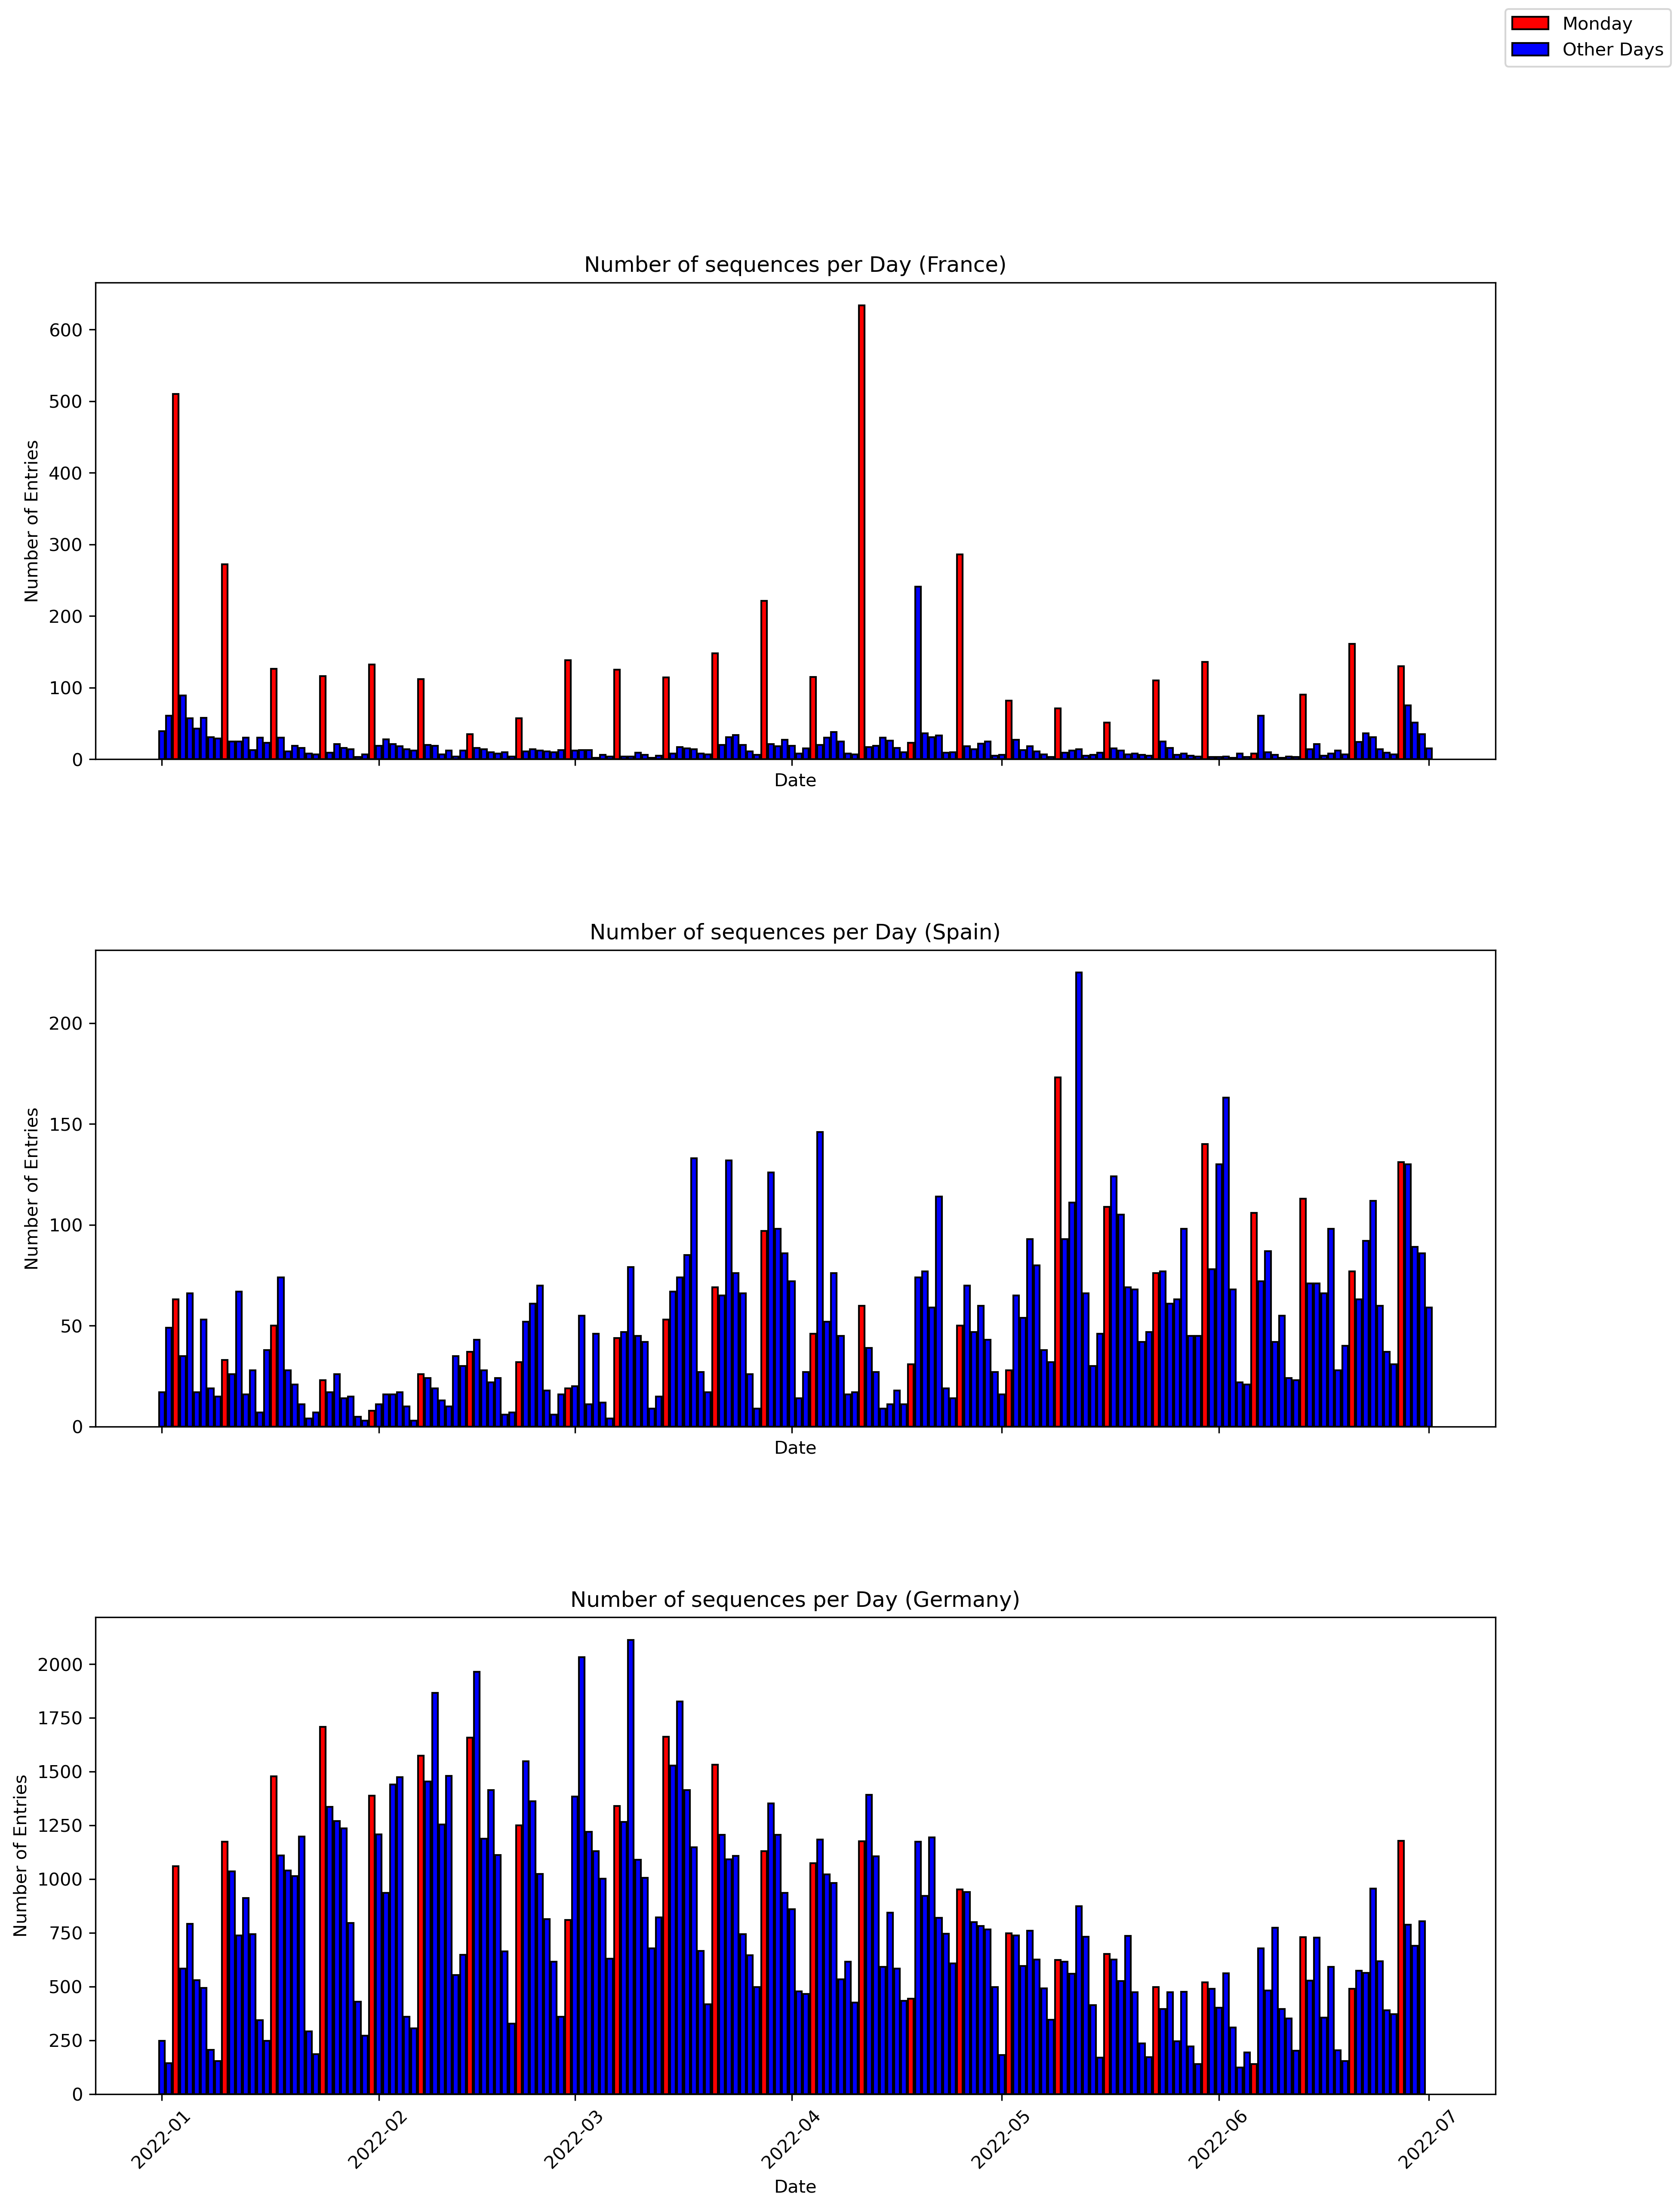 Monday
Other Days
Number of sequences per Day (France)
Number of Entries
600
500
400
300
200
100
0
Date
Number of sequences per Day (Spain)
Number of Entries
200
150
100
50
0
Date
Number of sequences per Day (Germany)
Number of Entries
2000
1750
1500
1250
1000
750
500
250
0
2022-01
2022-02
2022-03
2022-04
2022-05
2022-06
2022-07
Date